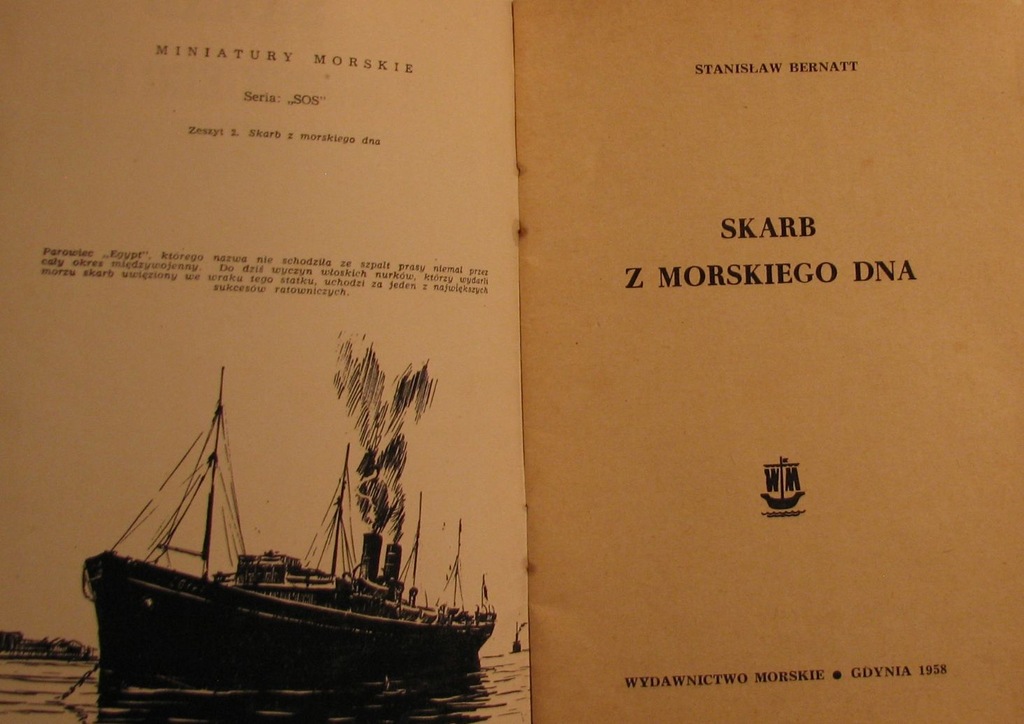 MINIATURY MORSKIE
Seria: „SOS”
Zeszyt 2. Skarb z morskiego dna
Parowiec „Egypt”, którego nazwa nie schodziła ze szpalt prasy niemal przez
cały okres międzywojenny. Do dziś wyczyn włoskich nurków, którzy wydarli
morzu skarb uwięziony we wraku tego statku, uchodzi za jeden z największych
sukcesów ratowniczych.
STANISŁAW BERNATT
SKARB
Z MORSKIEGO DNA
WM
WYDAWNICTWO MORSKIE ● GDYNIA 1958